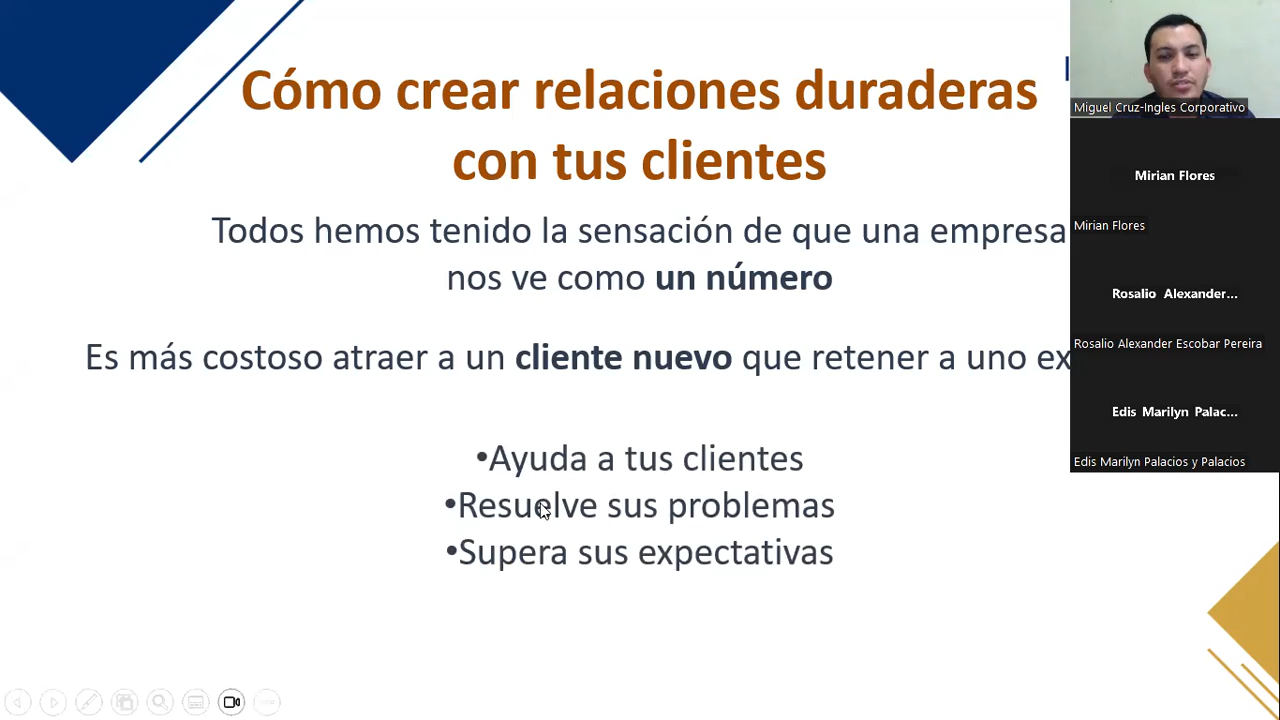 Cómo crear relaciones duraderas
con tus clientes
Todos hemos tenido la sensación de que una empresa
nos ve como un número
Es más costoso atraer a un cliente nuevo que retener a uno
•Ayuda a tus clientes
•Resuelve sus problemas
•Supera sus expectativas
Miguel Cruz-Ingles Corporativo
Mirian Flores
Mirian Flores
Rosalio Alexander...
Rosalio Alexander Escobar Pereira
Edis Marilyn Palac...
Edis Marilyn Palacios y Palacios